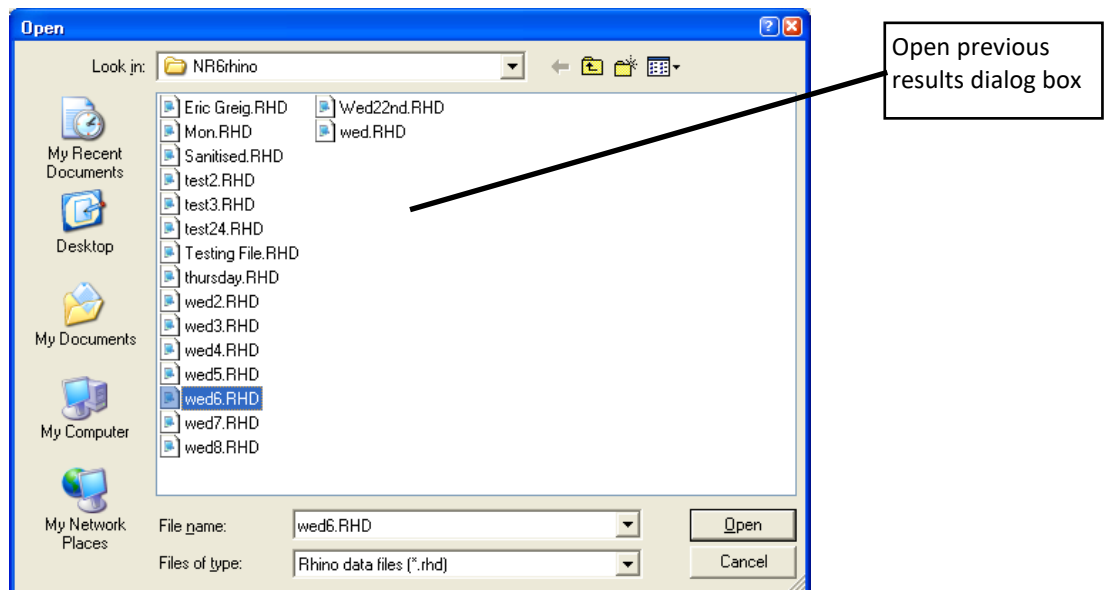 Open
Look in:
NR6rhino
My Recent
Documents
Desktop
My Documents
My Computer
My Network
Places
Eric Greig.RHD
Mon.RHD
Sanitised.RHD
test2.RHD
test3.RHD
test24.RHD
Testing File.RHD
thursday.RHD
wed2.RHD
wed3.RHD
wed4.RHD
wed5.RHD
wed6.RHD
wed7.RHD
wed8.RHD
Wed22nd.RHD
wed.RHD
File name:
wed6.RHD
Open
Files of type:
Rhino data files (*.rhd)
Cancel
Open previous
results dialog box